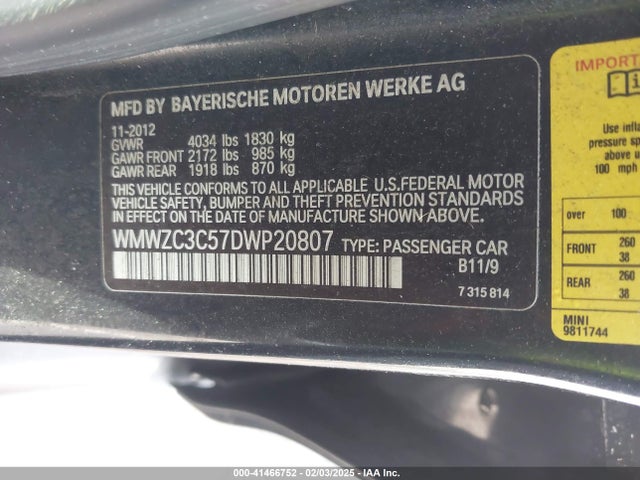 MFD BY BAYERISCHE MOTOREN WERKE AG
11-2012
GVWR 4034 lbs 1830 kg
GAWR FRONT 2172 lbs 985 kg
GAWR REAR 1918 lbs 870 kg
THIS VEHICLE CONFORMS TO ALL APPLICABLE U.S.FEDERAL MOTOR
VEHICLE SAFETY, BUMPER AND THEFT PREVENTION STANDARDS
IN EFFECT ON THE DATE OF MANUFACTURE SHOWN ABOVE.
WMWZC3C57DWP20807 TYPE: PASSENGER CAR
B11/9
7 315 814
IMPORTA
Use infla
pressure sp
above u
100 mph
over 100
FRONT 260
38
REAR 260
38
MINI
9811744
000-41466752 - 02/03/2025 - IAA Inc.